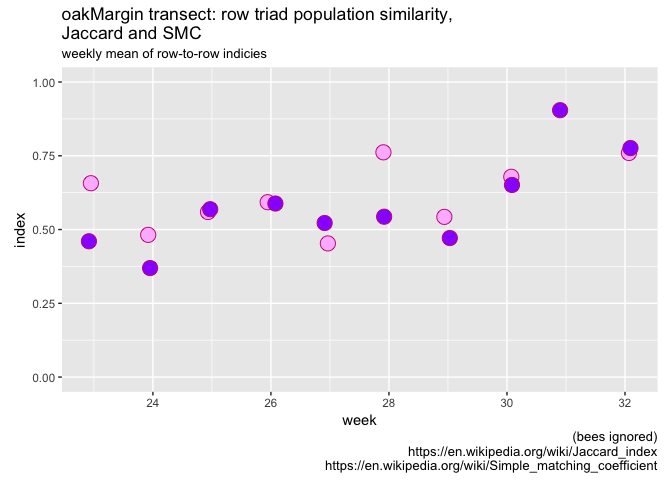 oakMargin transect: row triad population similarity,
Jaccard and SMC
weekly mean of row-to-row indicies
1.00
0.75
0.50
0.25
0.00
index
24 26 28 30 32
week
(bees ignored)
https://en.wikipedia.org/wiki/Jaccard_index
https://en.wikipedia.org/wiki/Simple_matching_coefficient